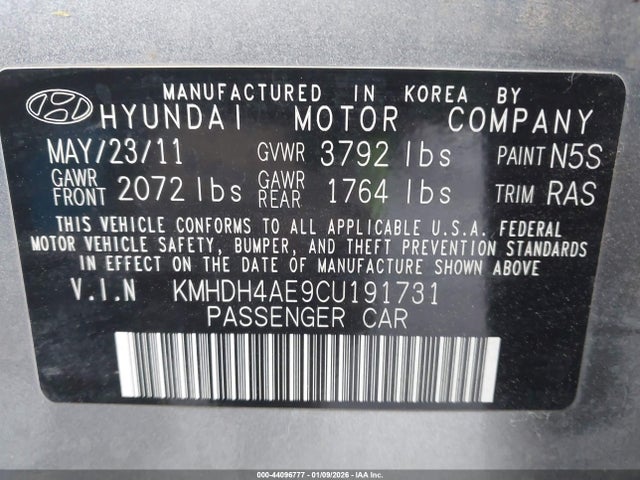 MANUFACTURED IN KOREA BY
HYUNDAI MOTOR COMPANY
MAY/23/11 GVWR 3792 lbs PAINT N5S
GAWR FRONT 2072 lbs GAWR REAR 1764 lbs TRIM RAS
THIS VEHICLE CONFORMS TO ALL APPLICABLE U.S.A. FEDERAL
MOTOR VEHICLE SAFETY, BUMPER, AND THEFT PREVENTION STANDARDS
IN EFFECT ON THE DATE OF MANUFACTURE SHOWN ABOVE
V.I.N KMHDH4AE9CU191731
PASSENGER CAR
000-44096777 - 01/09/2026 - IAA Inc.